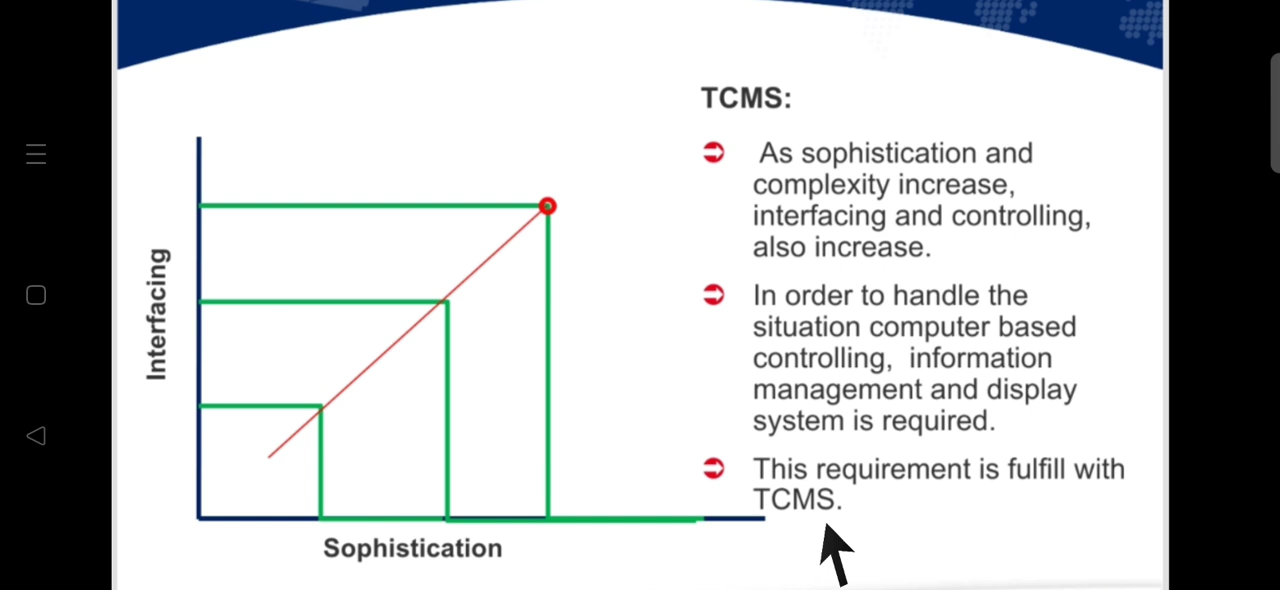 TCMS:
As sophistication and
complexity increase,
interfacing and controlling,
also increase.
In order to handle the
situation computer based
controlling, information
management and display
system is required.
This requirement is fulfill with
TCMS.
Interfacing
Sophistication